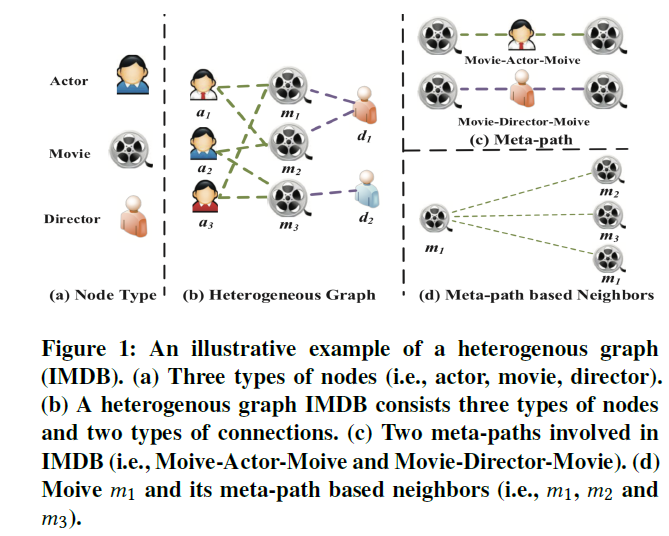 Actor
Movie
Director
(a) Node Type
a1
a2
a3
m1
m2
m3
d1
d2
(b) Heterogeneous Graph
Movie-Actor-Moive
Movie-Director-Moive
(c) Meta-path
m1
m2
m3
m1
(d) Meta-path based Neighbors
Figure 1: An illustrative example of a heterogenous graph
(IMDB). (a) Three types of nodes (i.e., actor, movie, director).
(b) A heterogenous graph IMDB consists three types of nodes
and two types of connections. (c) Two meta-paths involved in
IMDB (i.e., Moive-Actor-Moive and Movie-Director-Movie). (d)
Moive m1 and its meta-path based neighbors (i.e., m1, m2 and
m3).